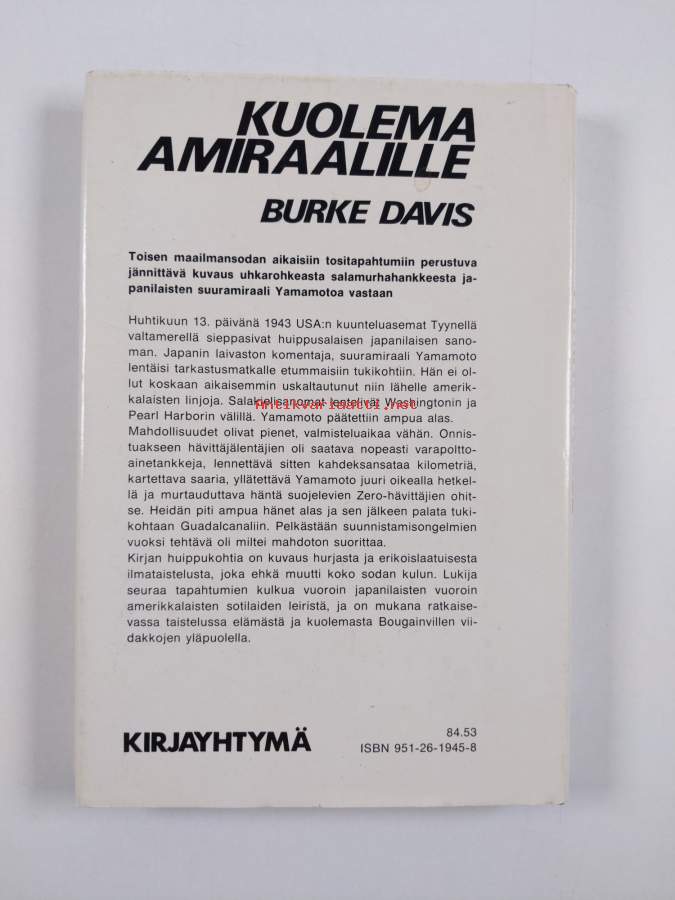 KUOLEMA
AMIRAALILLE
BURKE DAVIS
Toisen maailmansodan aikaisiin tositapahtumiin perustuva
jännittävä kuvaus uhkarohkeasta salamurhahankkeesta ja-
panilaisten suuramiraali Yamamotoa vastaan
Huhtikuun 13. päivänä 1943 USA:n kuunteluasemat Tyynellä
valtamerellä sieppasivat huippusalaisen japanilaisen sano-
man. Japanin laivaston komentaja, suuramiraali Yamamoto
lentäisi tarkastusmatkalle etummaisiin tukikohtiin. Hän ei ol-
lut koskaan aikaisemmin uskaltautunut niin lähelle amerik-
kalaisten linjoja. Salakielisanomat lentelivät Washingtonin ja
Antikvariaatti.net
Pearl Harborin välillä. Yamamoto päätettiin ampua alas.
Mahdollisuudet olivat pienet, valmisteluaikaa vähän. Onnis-
tuakseen hävittäjälentäjien oli saatava nopeasti varapoltto-
ainetankkeja, lennettävä sitten kahdeksansataa kilometriä,
kartettava saaria, yllätettävä Yamamoto juuri oikealla hetkel-
lä ja murtauduttava häntä suojelevien Zero-hävittäjien ohit-
se. Heidän piti ampua hänet alas ja sen jälkeen palata tuki-
kohtaan Guadalcanaliin. Pelkästään suunnistamisongelmien
vuoksi tehtävä oli miltei mahdoton suorittaa.
Kirjan huippukohtia on kuvaus hurjasta ja erikoislaatuisesta
ilmataistelusta, joka ehkä muutti koko sodan kulun. Lukija
seuraa tapahtumien kulkua vuoroin japanilaisten vuoroin
amerikkalaisten sotilaiden leiristä, ja on mukana ratkaise-
vassa taistelussa elämästä ja kuolemasta Bougainvillen vii-
dakkojen yläpuolella.
KIRJAYHTYMÄ
84.53
ISBN 951-26-1945-8